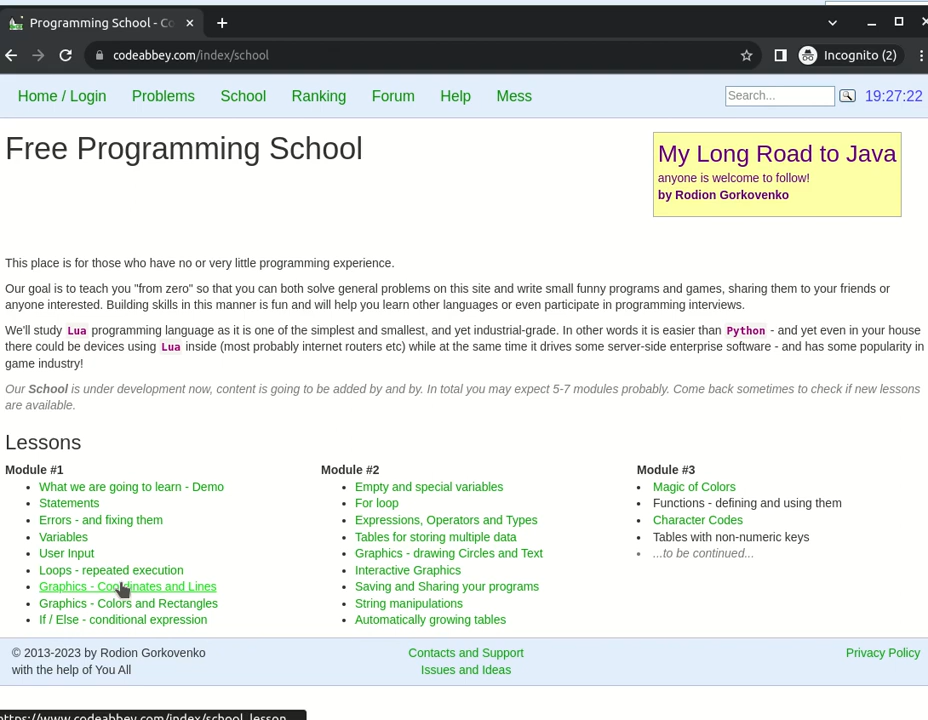 Programming School - Co
codeabbey.com/index/school
Incognito (2)
Home / Login Problems School Ranking Forum Help Mess
Search... 19:27:22
Free Programming School
My Long Road to Java
anyone is welcome to follow!
by Rodion Gorkovenko
This place is for those who have no or very little programming experience.
Our goal is to teach you "from zero" so that you can both solve general problems on this site and write small funny programs and games, sharing them to your friends or
anyone interested. Building skills in this manner is fun and will help you learn other languages or even participate in programming interviews.
We'll study Lua programming language as it is one of the simplest and smallest, and yet industrial-grade. In other words it is easier than Python - and yet even in your house
there could be devices using Lua inside (most probably internet routers etc) while at the same time it drives some server-side enterprise software - and has some popularity in
game industry!
Our School is under development now, content is going to be added by and by. In total you may expect 5-7 modules probably. Come back sometimes to check if new lessons
are available.
Lessons
Module #1
What we are going to learn - Demo
Statements
Errors - and fixing them
Variables
User Input
Loops - repeated execution
Graphics - Coordinates and Lines
Graphics - Colors and Rectangles
If / Else - conditional expression
Module #2
Empty and special variables
For loop
Expressions, Operators and Types
Tables for storing multiple data
Graphics - drawing Circles and Text
Interactive Graphics
Saving and Sharing your programs
String manipulations
Automatically growing tables
Module #3
Magic of Colors
Functions - defining and using them
Character Codes
Tables with non-numeric keys
...to be continued...
© 2013-2023 by Rodion Gorkovenko
with the help of You All
Contacts and Support
Issues and Ideas
Privacy Policy
https://www.codeabbey.com/index/school_lesson